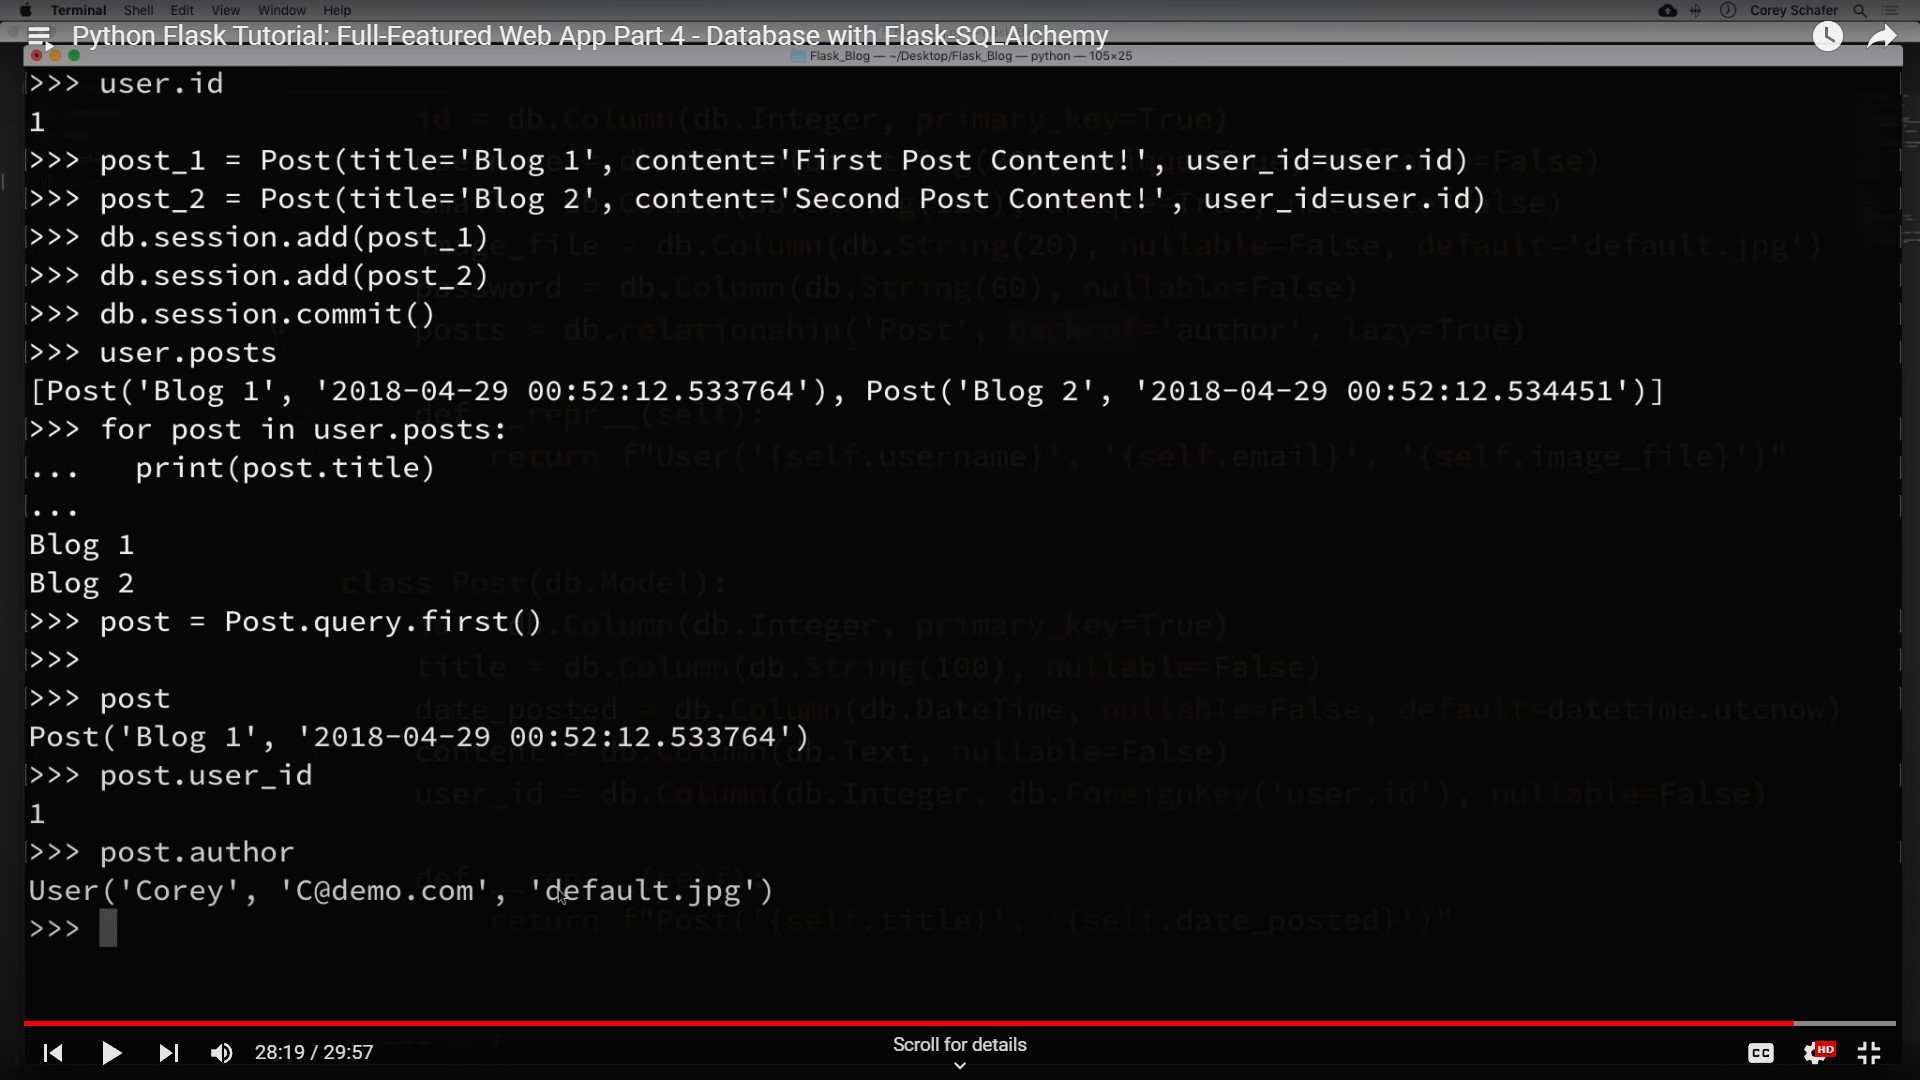 Terminal Shell Edit View Window Help Corey Schafer
Python Flask Tutorial: Full-Featured Web App Part 4 - Database with Flask-SQLAlchemy
Flask_Blog — ~/Desktop/Flask_Blog — python — 105×25
>>> user.id
1
>>> post_1 = Post(title='Blog 1', content='First Post Content!', user_id=user.id)
>>> post_2 = Post(title='Blog 2', content='Second Post Content!', user_id=user.id)
>>> db.session.add(post_1)
>>> db.session.add(post_2)
>>> db.session.commit()
>>> user.posts
[Post('Blog 1', '2018-04-29 00:52:12.533764'), Post('Blog 2', '2018-04-29 00:52:12.534451')]
>>> for post in user.posts:
...   print(post.title)
...
Blog 1
Blog 2
>>> post = Post.query.first()
>>>
>>> post
Post('Blog 1', '2018-04-29 00:52:12.533764')
>>> post.user_id
1
>>> post.author
User('Corey', 'C@demo.com', 'default.jpg')
>>>
Scroll for details
28:19 / 29:57
CC
HD